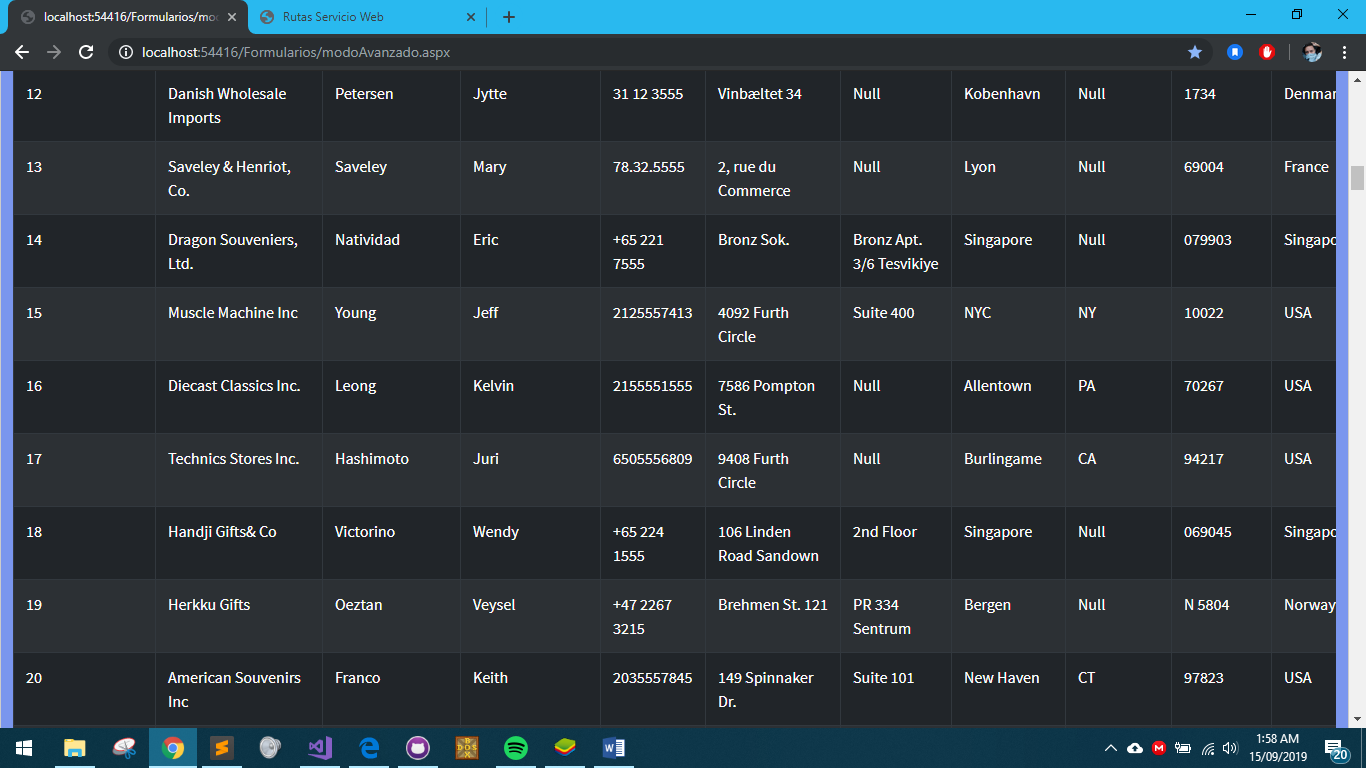 localhost:54416/Formularios/mo
Rutas Servicio Web
localhost:54416/Formularios/modoAvanzado.aspx
12 Danish Wholesale Imports Petersen Jytte 31 12 3555 Vinbæltet 34 Null Kobenhavn Null 1734 Denmar
13 Saveley & Henriot, Co. Saveley Mary 78.32.5555 2, rue du Commerce Null Lyon Null 69004 France
14 Dragon Souveniers, Ltd. Natividad Eric +65 221 7555 Bronz Sok. Bronz Apt. 3/6 Tesvikiye Singapore Null 079903 Singapo
15 Muscle Machine Inc Young Jeff 2125557413 4092 Furth Circle Suite 400 NYC NY 10022 USA
16 Diecast Classics Inc. Leong Kelvin 2155551555 7586 Pompton St. Null Allentown PA 70267 USA
17 Technics Stores Inc. Hashimoto Juri 6505556809 9408 Furth Circle Null Burlingame CA 94217 USA
18 Handji Gifts& Co Victorino Wendy +65 224 1555 106 Linden Road Sandown 2nd Floor Singapore Null 069045 Singapo
19 Herkku Gifts Oeztan Veysel +47 2267 3215 Brehmen St. 121 PR 334 Sentrum Bergen Null N 5804 Norway
20 American Souvenirs Inc Franco Keith 2035557845 149 Spinnaker Dr. Suite 101 New Haven CT 97823 USA
1:58 AM
15/09/2019
20